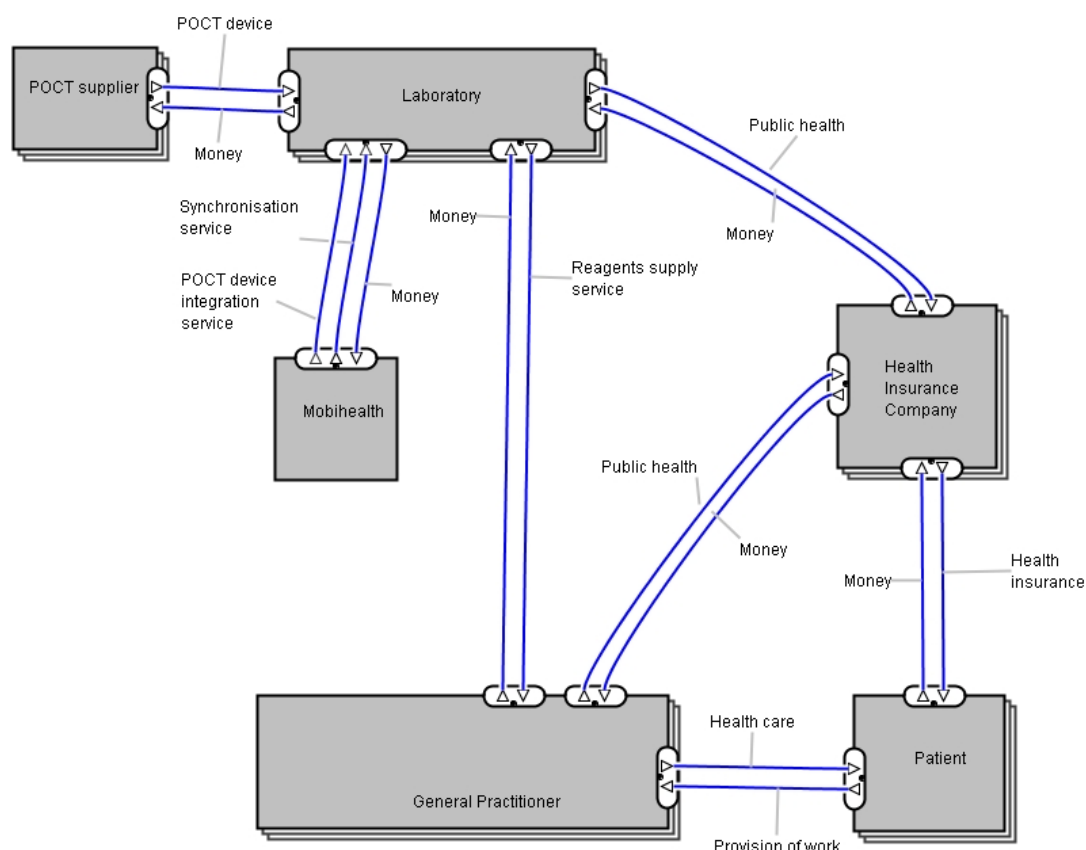 POCT device
POCT supplier
Laboratory
Money
Public health
Synchronisation
service
Money
Money
POCT device
integration
service
Money
Reagents supply
service
Mobihealth
Health
Insurance
Company
Public health
Money
Money
Health
insurance
Health care
Patient
General Practitioner
Provision of work